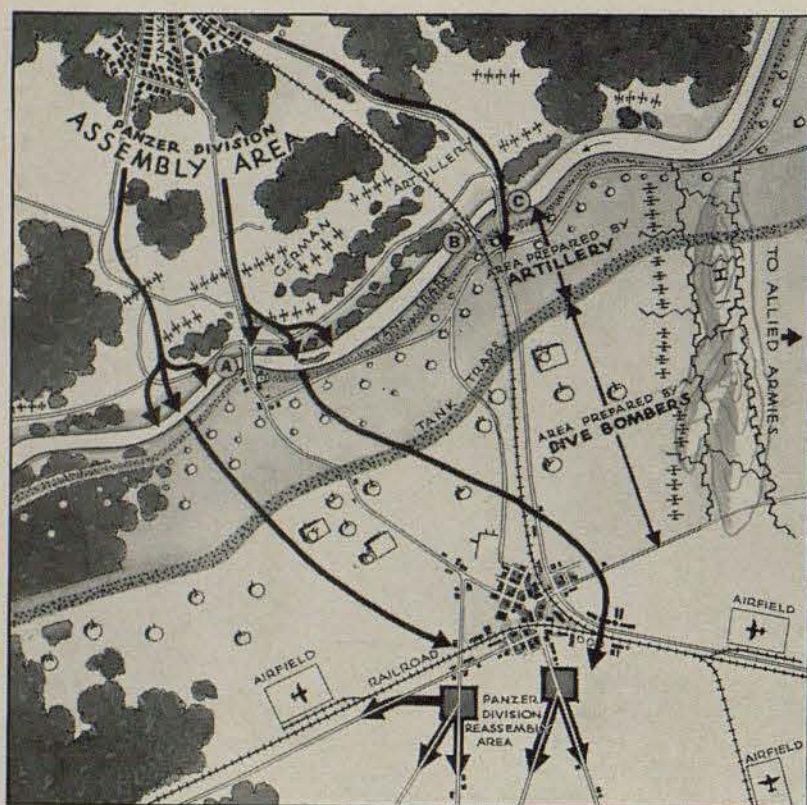 PANZER DIVISION
ASSEMBLY AREA
GERMAN ARTILLERY
C
B
AREA PREPARED BY
ARTILLERY
HILL
TO ALLIED ARMIES
A
TANK TRAPS
TANK TRAPS
AREA PREPARED BY
DIVE BOMBERS
AIRFIELD
AIRFIELD
RAILROAD
PANZER
DIVISION
REASSEMBLY
AREA
AIRFIELD